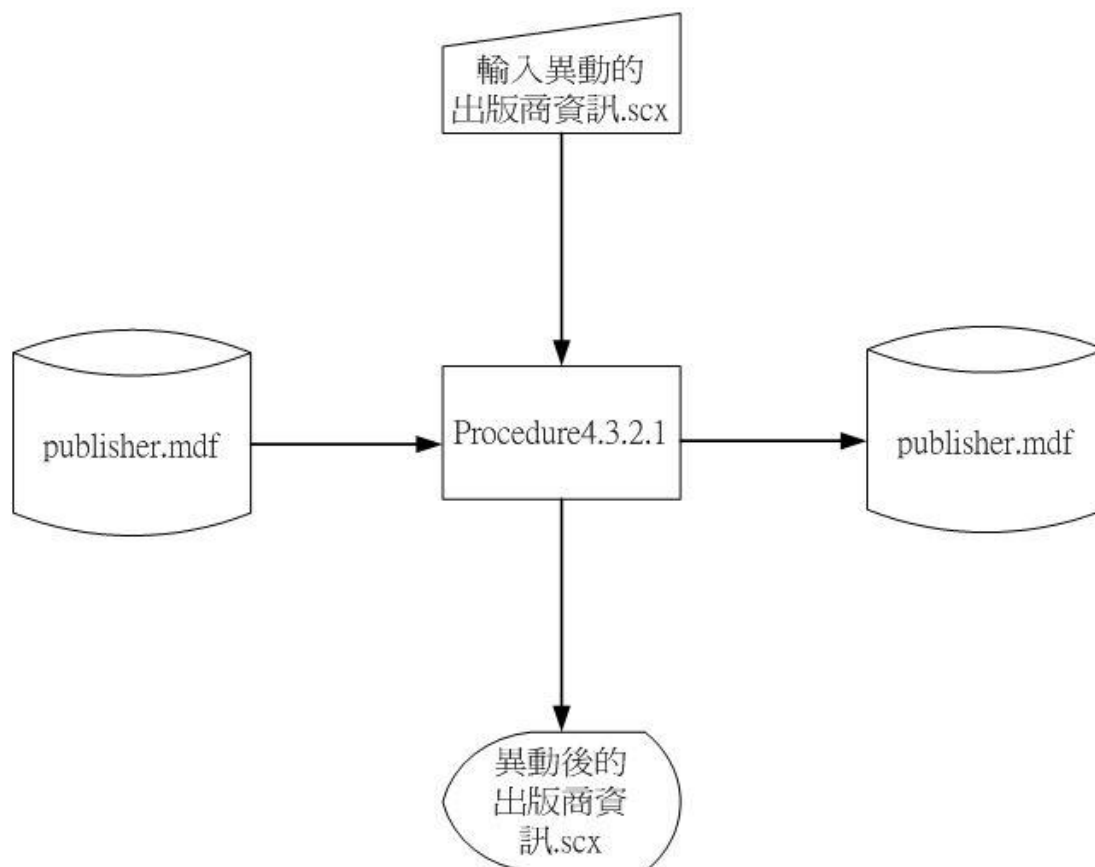 輸入異動的
出版商資訊.scx
publisher.mdf
Procedure4.3.2.1
publisher.mdf
異動後的
出版商資
訊.scx